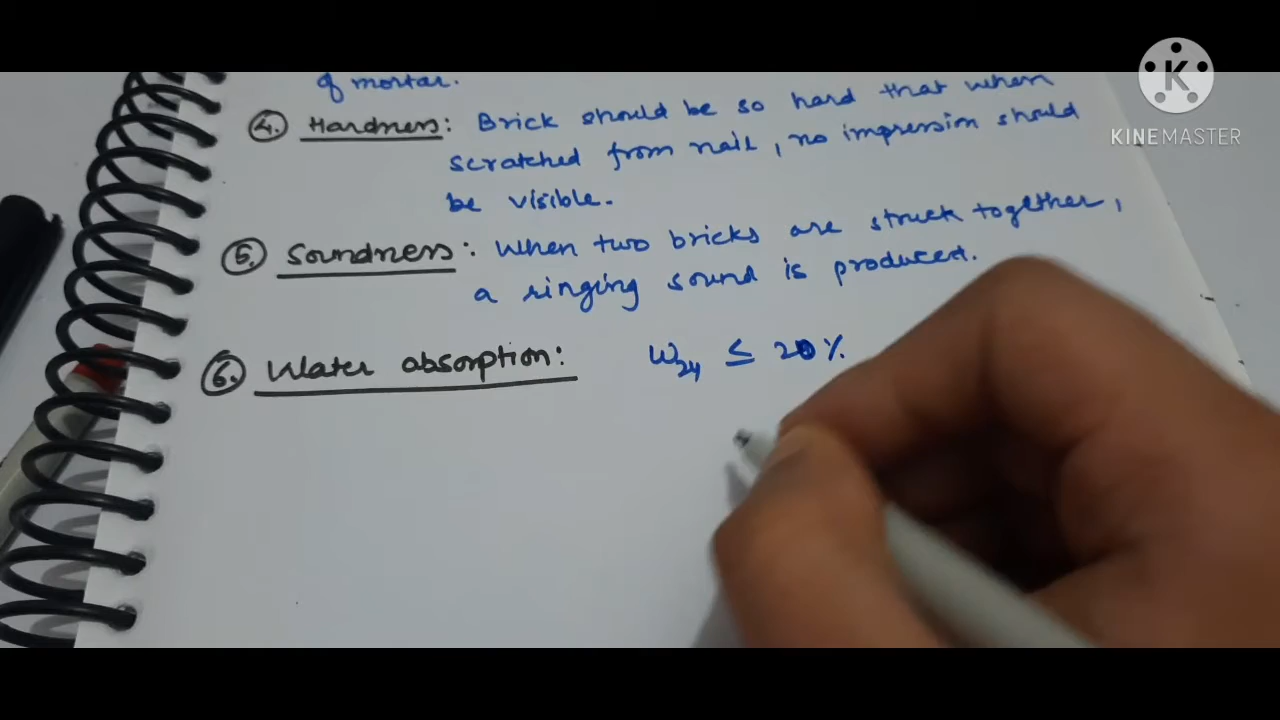 of mortar.
4. Hardness: Brick should be so hard that when
scratched from nail, no impression should
be visible.
5. Soundness: When two bricks are struck together,
a ringing sound is produced.
6. Water absorption: W24 ≤ 20%
K
KINEMASTER